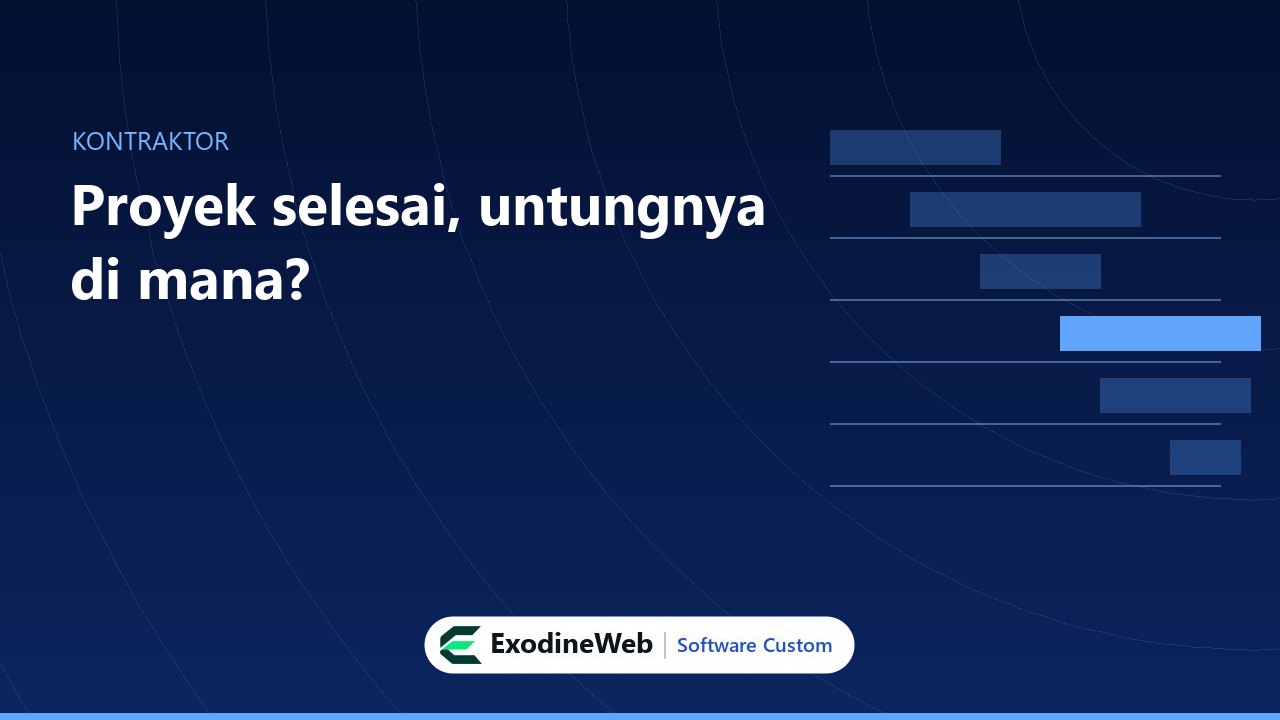 KONTRAKTOR
Proyek selesai, untungnya
di mana?
ExodineWeb | Software Custom